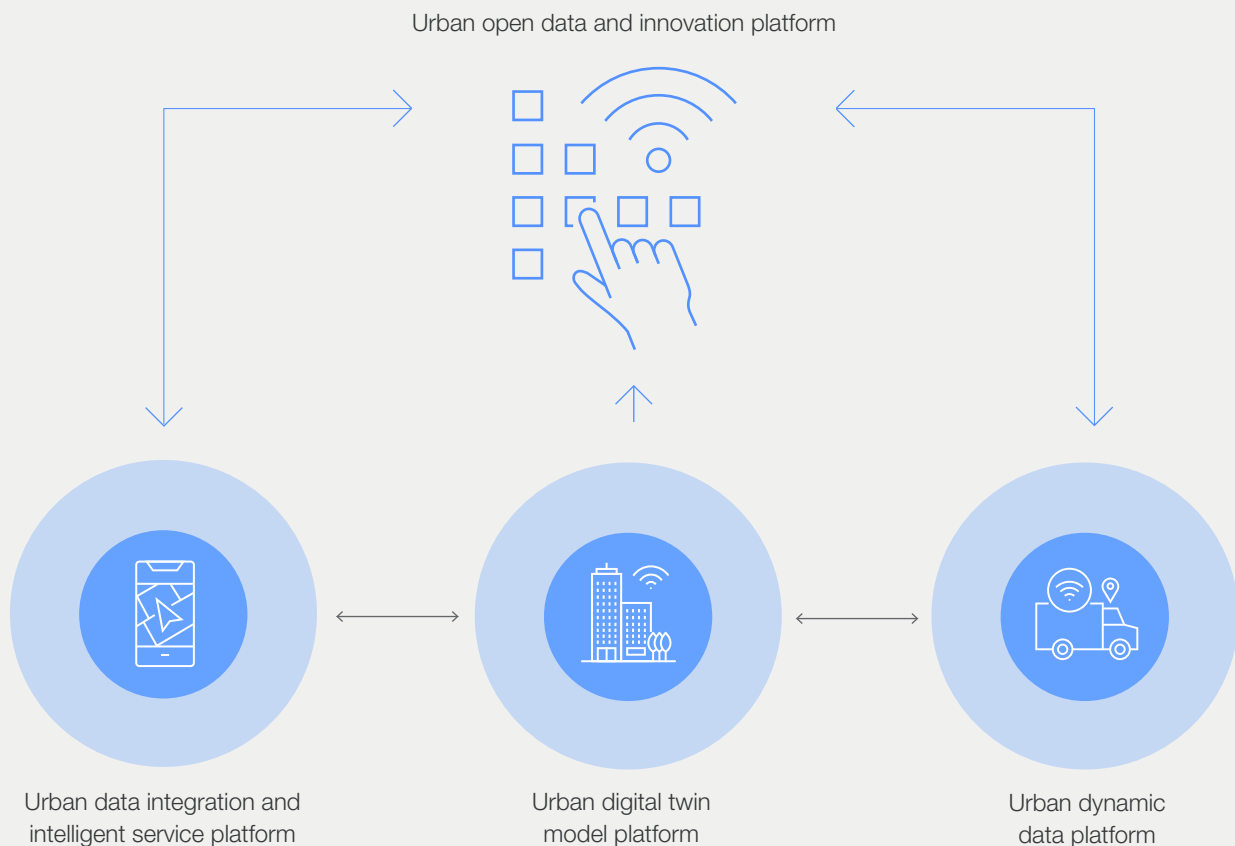 Urban open data and innovation platform
Urban data integration and
intelligent service platform
Urban digital twin
model platform
Urban dynamic
data platform